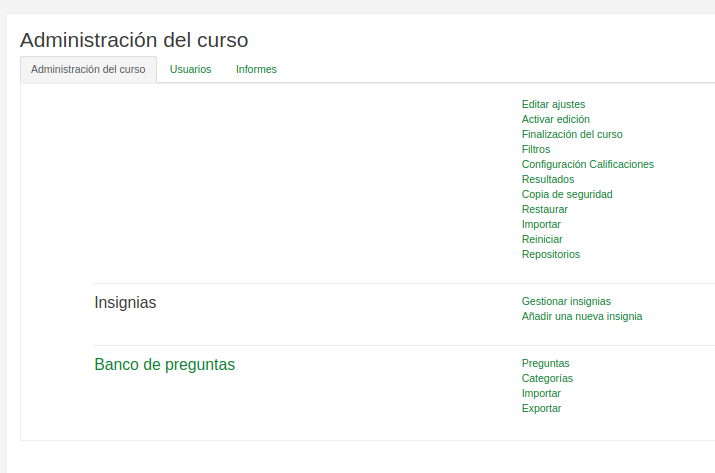 Administración del curso
Administración del curso Usuarios Informes
Editar ajustes
Activar edición
Finalización del curso
Filtros
Configuración Calificaciones
Resultados
Copia de seguridad
Restaurar
Importar
Reiniciar
Repositorios
Insignias
Gestionar insignias
Añadir una nueva insignia
Banco de preguntas
Preguntas
Categorías
Importar
Exportar